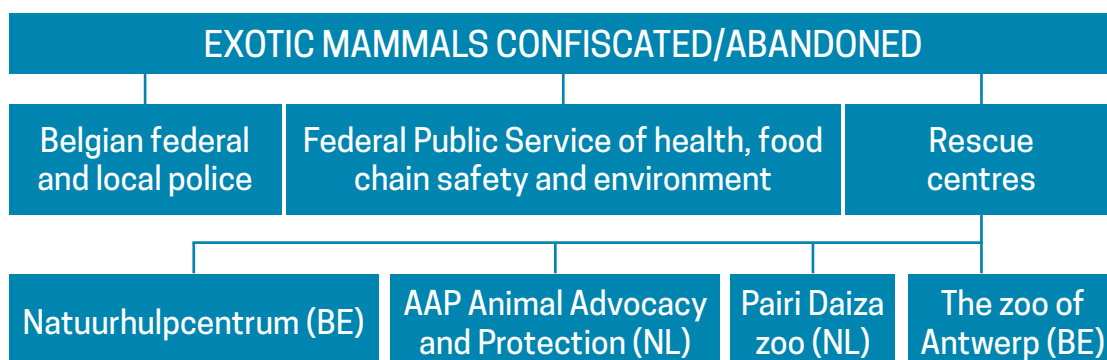 EXOTIC MAMMALS CONFISCATED/ABANDONED
Belgian federal
and local police
Federal Public Service of health, food
chain safety and environment
Rescue
centres
Natuurhulpcentrum (BE)
AAP Animal Advocacy
and Protection (NL)
Pairi Daiza
zoo (NL)
The zoo of
Antwerp (BE)